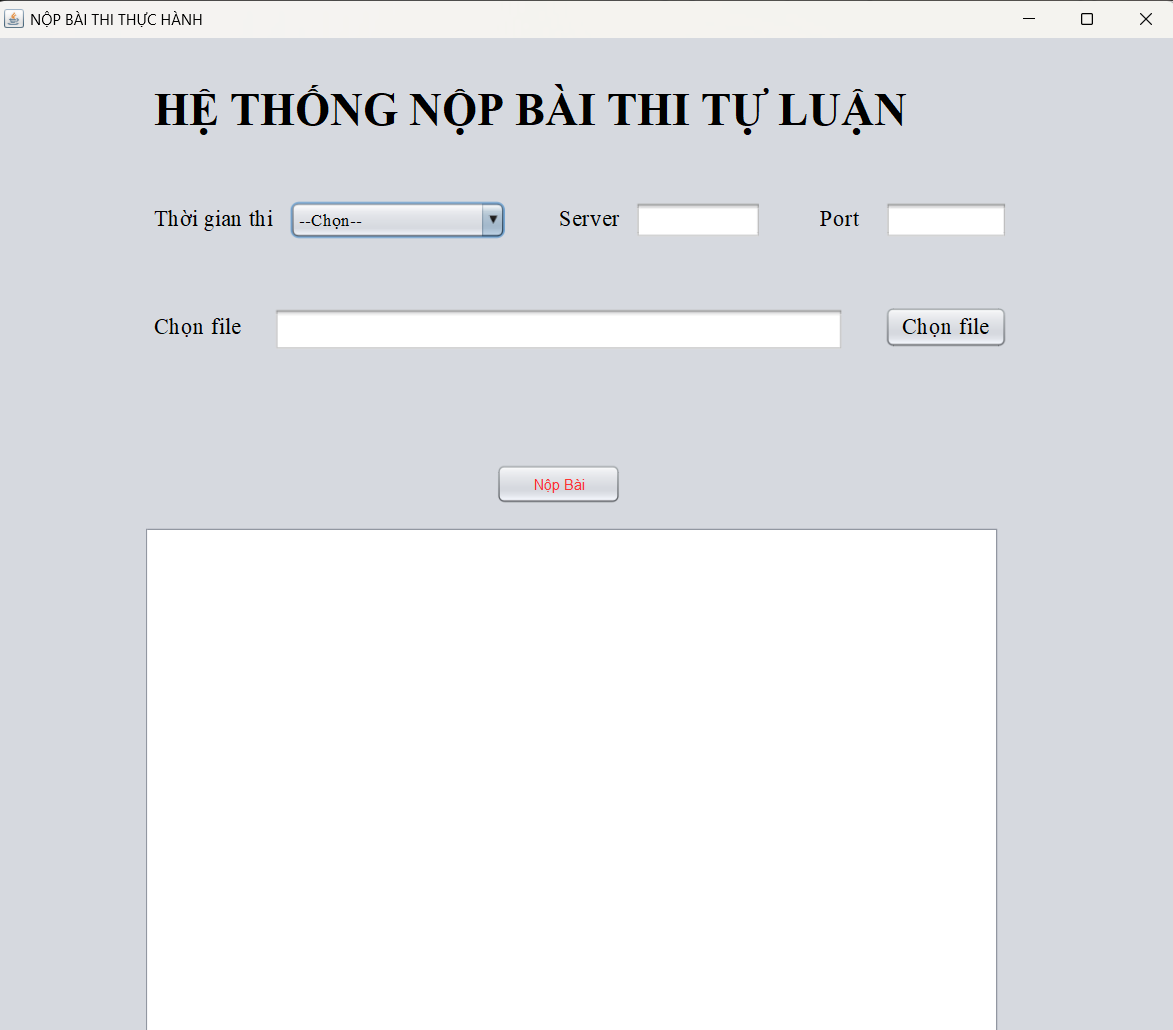 NỘP BÀI THI THỰC HÀNH
HỆ THỐNG NỘP BÀI THI TỰ LUẬN
Thời gian thi --Chọn-- Server Port
Chọn file Chọn file
Nộp Bài